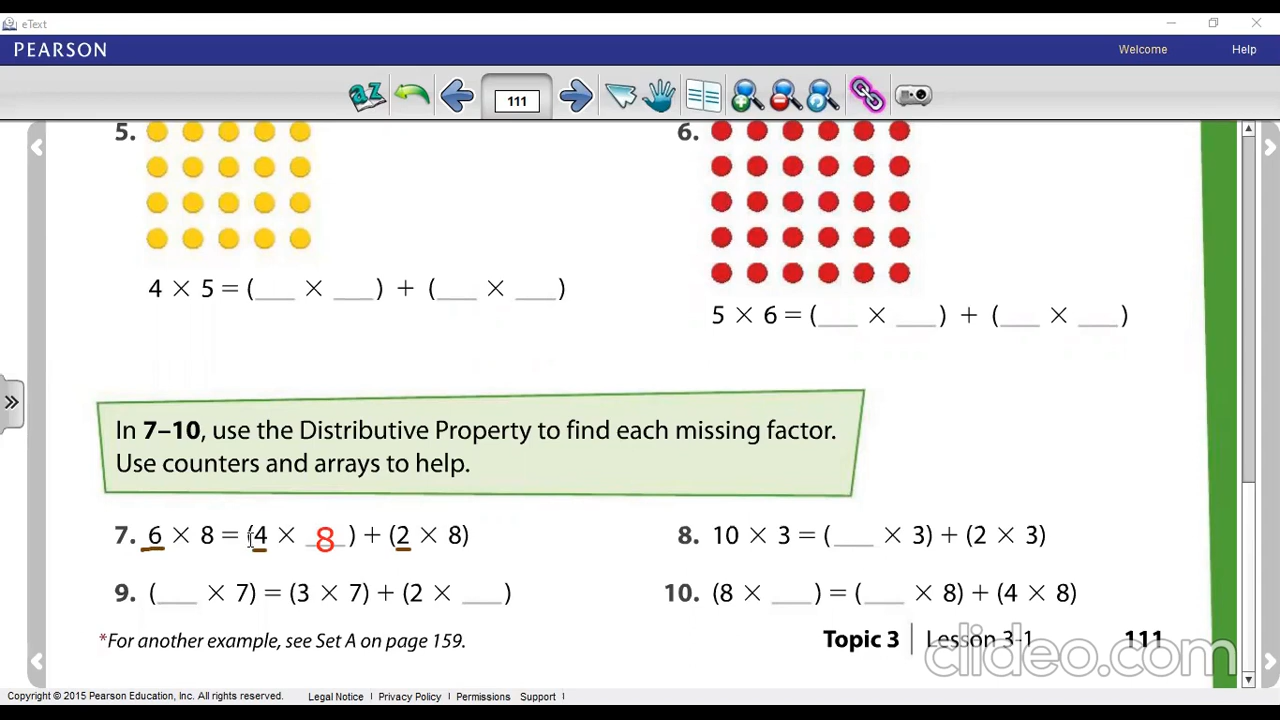 eText
PEARSON
Welcome Help
aZ
111
5.
6.
4 × 5 = (___ × ___) + (___ × ___)
5 × 6 = (___ × ___) + (___ × ___)
In 7–10, use the Distributive Property to find each missing factor.
Use counters and arrays to help.
7. 6 × 8 = (4 × 8) + (2 × 8)
8. 10 × 3 = (___ × 3) + (2 × 3)
9. (___ × 7) = (3 × 7) + (2 × ___)
10. (8 × ___) = (___ × 8) + (4 × 8)
*For another example, see Set A on page 159.
Topic 3 | Lesson 3-1 111
clideo.com
Copyright © 2015 Pearson Education, Inc. All rights reserved. Legal Notice | Privacy Policy | Permissions Support |